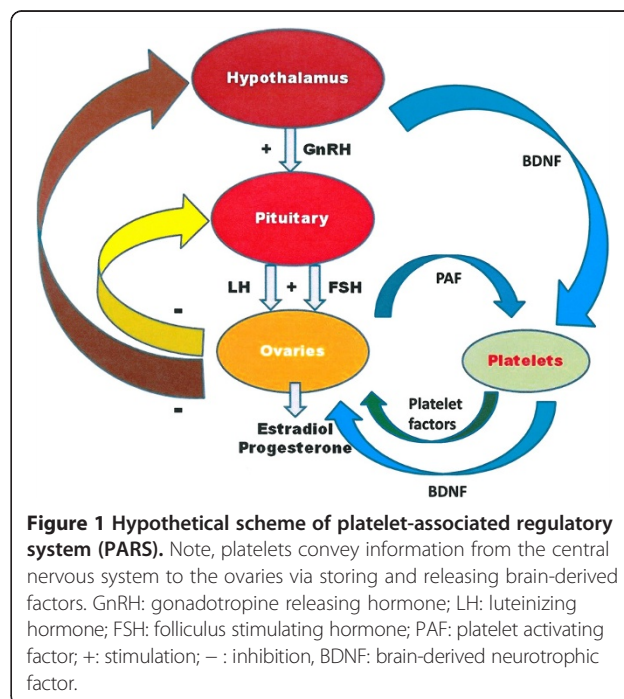 Hypothalamus
+ GnRH
BDNF
Pituitary
LH + FSH
PAF
-
Ovaries
Platelets
-
Platelet
factors
Estradiol
Progesterone
BDNF
Figure 1 Hypothetical scheme of platelet-associated regulatory
system (PARS). Note, platelets convey information from the central
nervous system to the ovaries via storing and releasing brain-derived
factors. GnRH: gonadotropine releasing hormone; LH: luteinizing
hormone; FSH: folliculus stimulating hormone; PAF: platelet activating
factor; +: stimulation; − : inhibition, BDNF: brain-derived neurotrophic
factor.